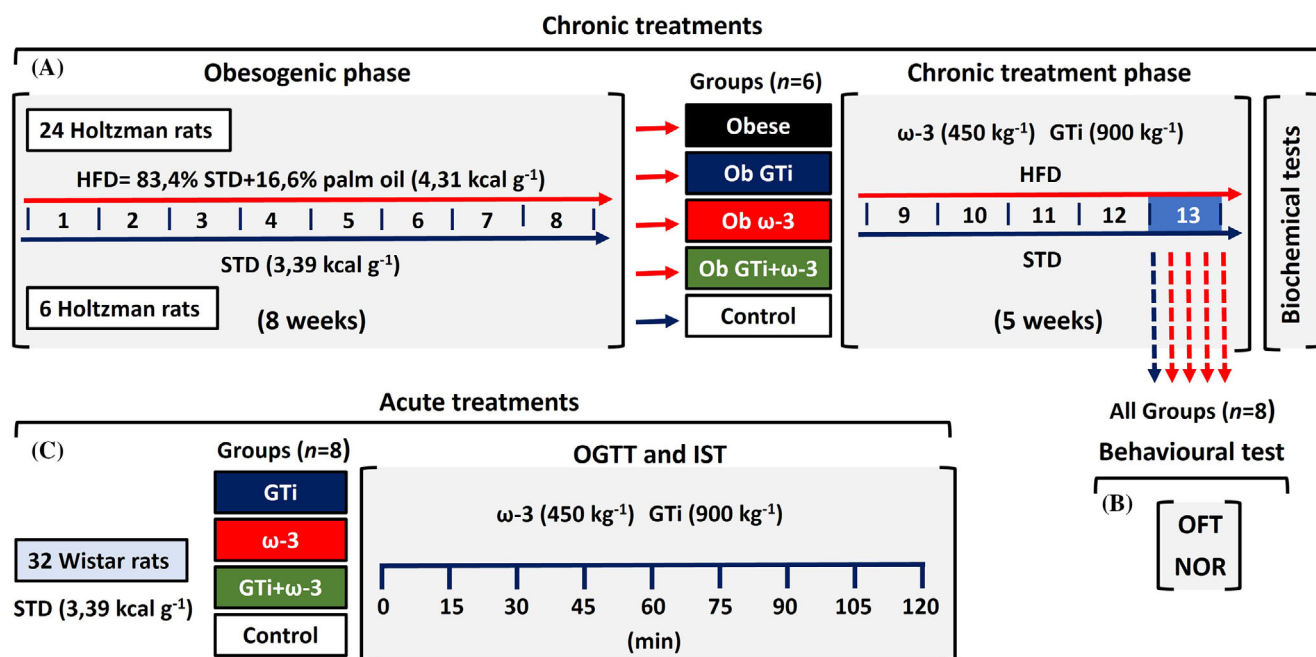 Chronic treatments
(A)
Obesogenic phase
24 Holtzman rats
HFD= 83,4% STD+16,6% palm oil (4,31 kcal g⁻¹)
1 2 3 4 5 6 7 8
STD (3,39 kcal g⁻¹)
6 Holtzman rats
(8 weeks)
Groups (n=6)
Obese
Ob GTi
Ob ω-3
Ob GTi+ω-3
Control
Chronic treatment phase
ω-3 (450 kg⁻¹) GTi (900 kg⁻¹)
HFD
9 10 11 12 13
STD
(5 weeks)
Biochemical tests
All Groups (n=8)
Behavioural test
(B)
OFT
NOR
Acute treatments
(C)
32 Wistar rats
STD (3,39 kcal g⁻¹)
Groups (n=8)
GTi
ω-3
GTi+ω-3
Control
OGTT and IST
ω-3 (450 kg⁻¹) GTi (900 kg⁻¹)
0 15 30 45 60 75 90 105 120
(min)